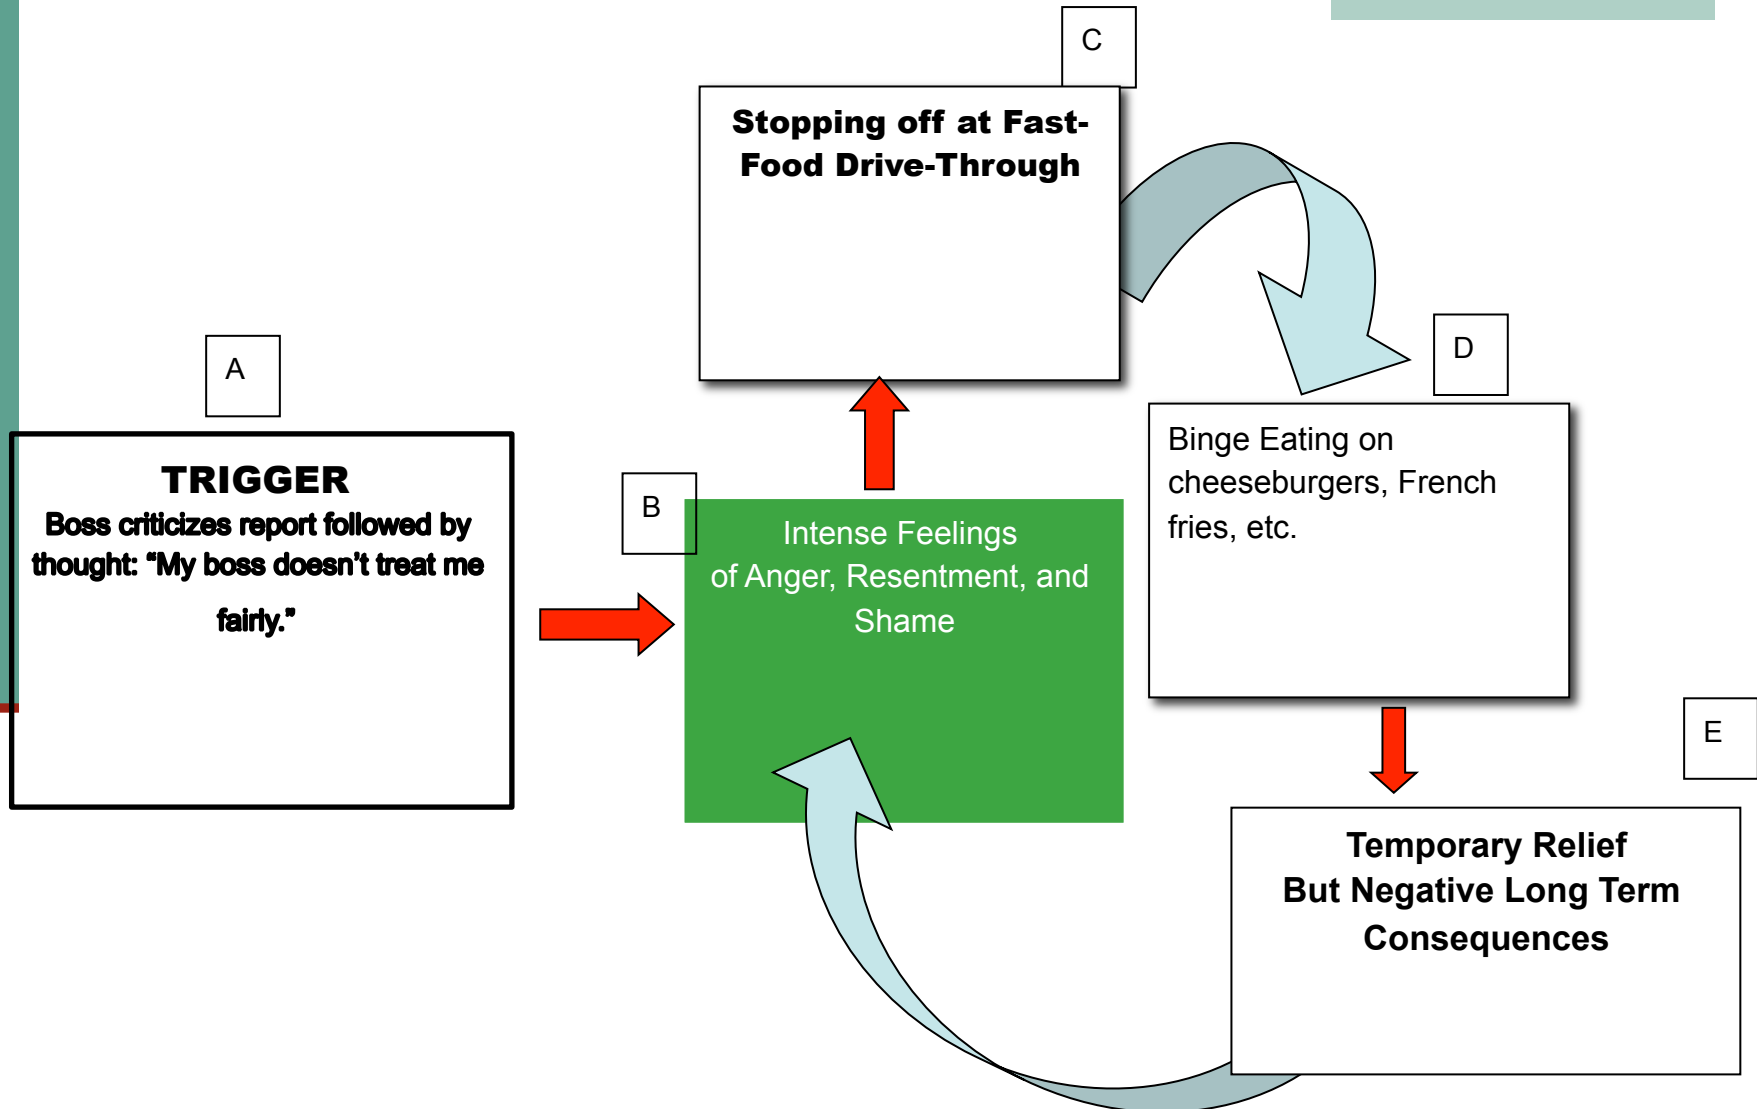 A
TRIGGER
Boss criticizes report followed by
thought: “My boss doesn’t treat me
fairly.”
B
Intense Feelings
of Anger, Resentment, and
Shame
C
Stopping off at Fast-
Food Drive-Through
D
Binge Eating on
cheeseburgers, French
fries, etc.
E
Temporary Relief
But Negative Long Term
Consequences